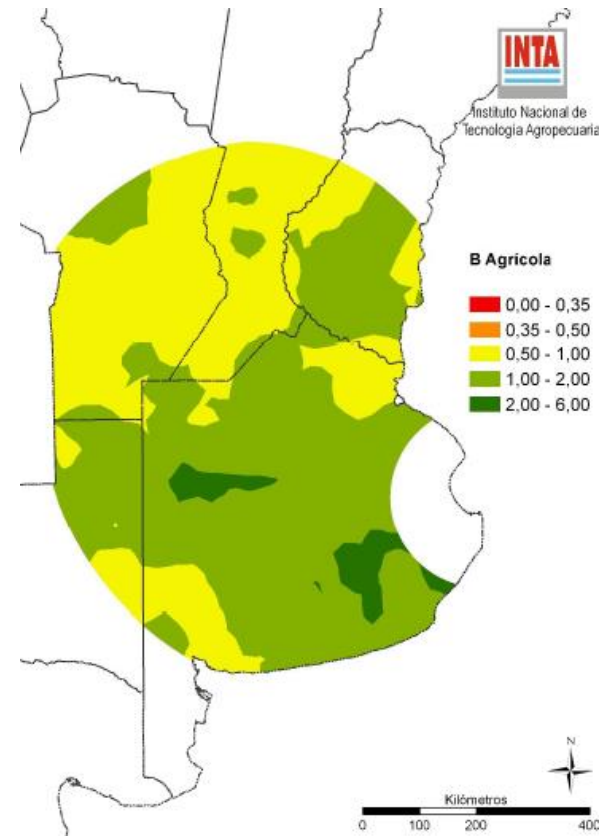 INTA
Instituto Nacional de
Tecnología Agropecuaria
B Agrícola
0,00 - 0,35
0,35 - 0,50
0,50 - 1,00
1,00 - 2,00
2,00 - 6,00
N
Kilómetros
0 100 200 400